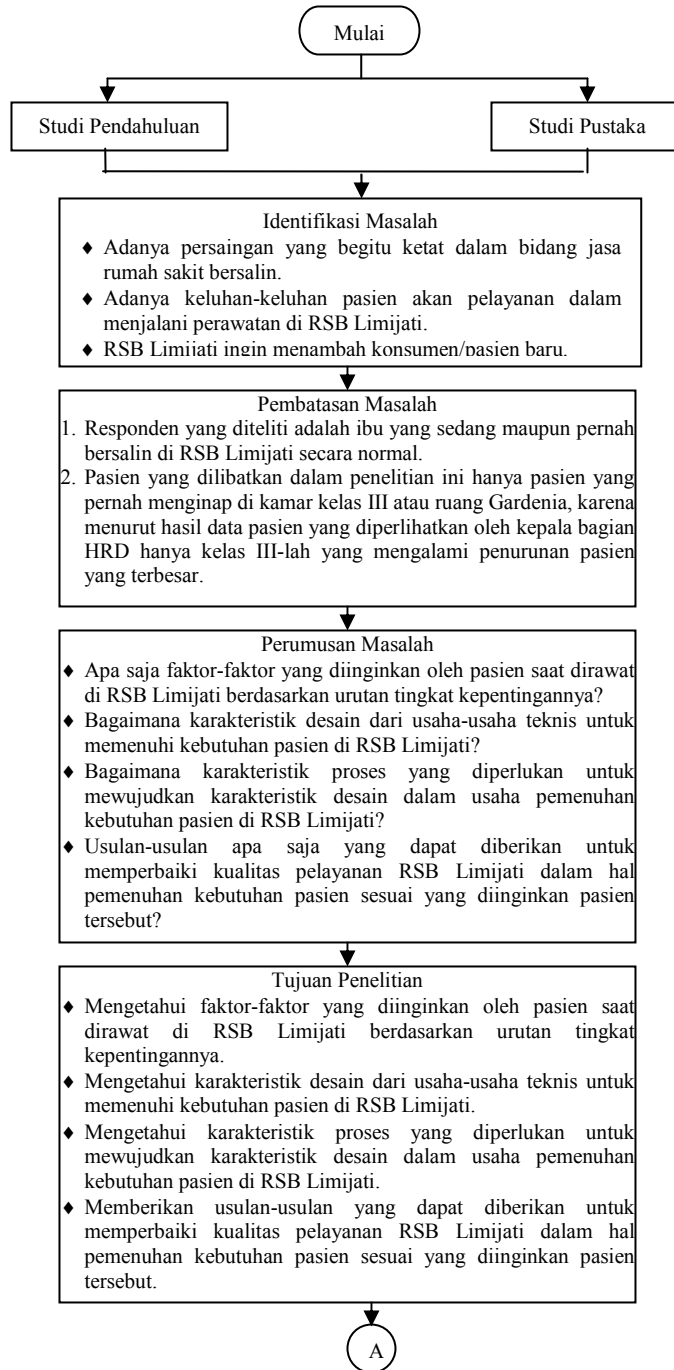 Mulai
Studi Pendahuluan
Studi Pustaka
Identifikasi Masalah
♦ Adanya persaingan yang begitu ketat dalam bidang jasa
rumah sakit bersalin.
♦ Adanya keluhan-keluhan pasien akan pelayanan dalam
menjalani perawatan di RSB Limijati.
♦ RSB Limijati ingin menambah konsumen/pasien baru.
Pembatasan Masalah
1. Responden yang diteliti adalah ibu yang sedang maupun pernah
bersalin di RSB Limijati secara normal.
2. Pasien yang dilibatkan dalam penelitian ini hanya pasien yang
pernah menginap di kamar kelas III atau ruang Gardenia, karena
menurut hasil data pasien yang diperlihatkan oleh kepala bagian
HRD hanya kelas III-lah yang mengalami penurunan pasien
yang terbesar.
Perumusan Masalah
♦ Apa saja faktor-faktor yang diinginkan oleh pasien saat dirawat
di RSB Limijati berdasarkan urutan tingkat kepentingannya?
♦ Bagaimana karakteristik desain dari usaha-usaha teknis untuk
memenuhi kebutuhan pasien di RSB Limijati?
♦ Bagaimana karakteristik proses yang diperlukan untuk
mewujudkan karakteristik desain dalam usaha pemenuhan
kebutuhan pasien di RSB Limijati?
♦ Usulan-usulan apa saja yang dapat diberikan untuk
memperbaiki kualitas pelayanan RSB Limijati dalam hal
pemenuhan kebutuhan pasien sesuai yang diinginkan pasien
tersebut?
Tujuan Penelitian
♦ Mengetahui faktor-faktor yang diinginkan oleh pasien saat
dirawat di RSB Limijati berdasarkan urutan tingkat
kepentingannya.
♦ Mengetahui karakteristik desain dari usaha-usaha teknis untuk
memenuhi kebutuhan pasien di RSB Limijati.
♦ Mengetahui karakteristik proses yang diperlukan untuk
mewujudkan karakteristik desain dalam usaha pemenuhan
kebutuhan pasien di RSB Limijati.
♦ Memberikan usulan-usulan yang dapat diberikan untuk
memperbaiki kualitas pelayanan RSB Limijati dalam hal
pemenuhan kebutuhan pasien sesuai yang diinginkan pasien
tersebut.
A